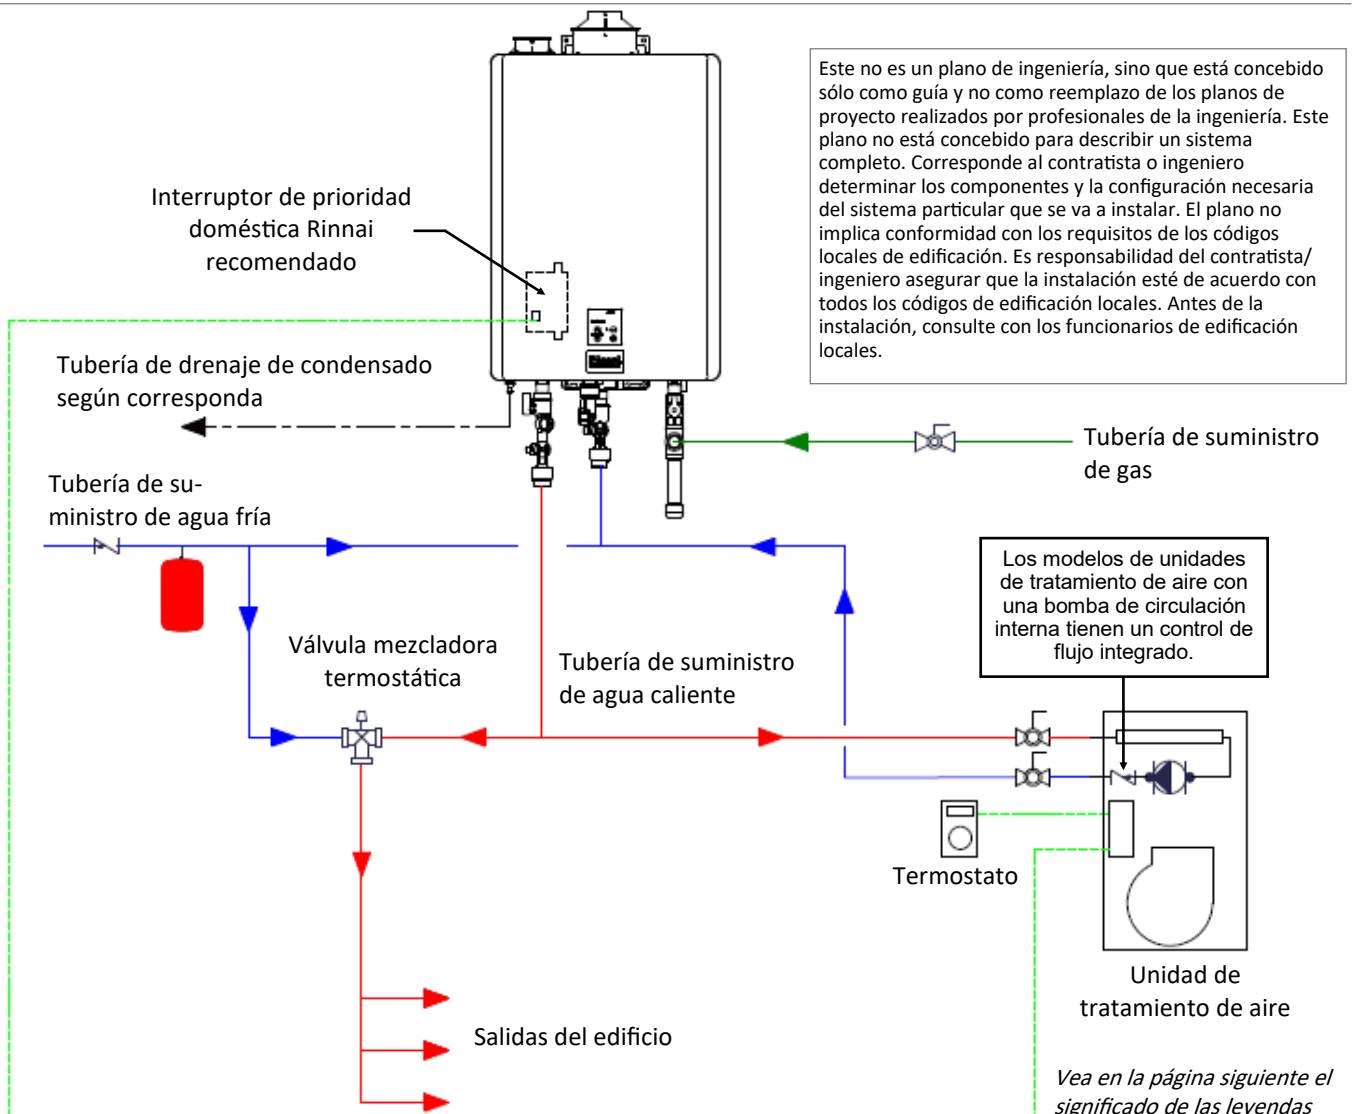 Este no es un plano de ingeniería, sino que está concebido
sólo como guía y no como reemplazo de los planos de
proyecto realizados por profesionales de la ingeniería. Este
plano no está concebido para describir un sistema
completo. Corresponde al contratista o ingeniero
determinar los componentes y la configuración necesaria
del sistema particular que se va a instalar. El plano no
implica conformidad con los requisitos de los códigos
locales de edificación. Es responsabilidad del contratista/
ingeniero asegurar que la instalación esté de acuerdo con
todos los códigos de edificación locales. Antes de la
instalación, consulte con los funcionarios de edificación
locales.
Interruptor de prioridad
doméstica Rinnai
recomendado
Rinnai
Tubería de drenaje de condensado
según corresponda
Tubería de suministro
de gas
Tubería de su-
ministro de agua fría
Los modelos de unidades
de tratamiento de aire con
una bomba de circulación
interna tienen un control de
flujo integrado.
Válvula mezcladora
termostática
Tubería de suministro
de agua caliente
Termostato
Unidad de
tratamiento de aire
Salidas del edificio
Vea en la página siguiente el
significado de las leyendas